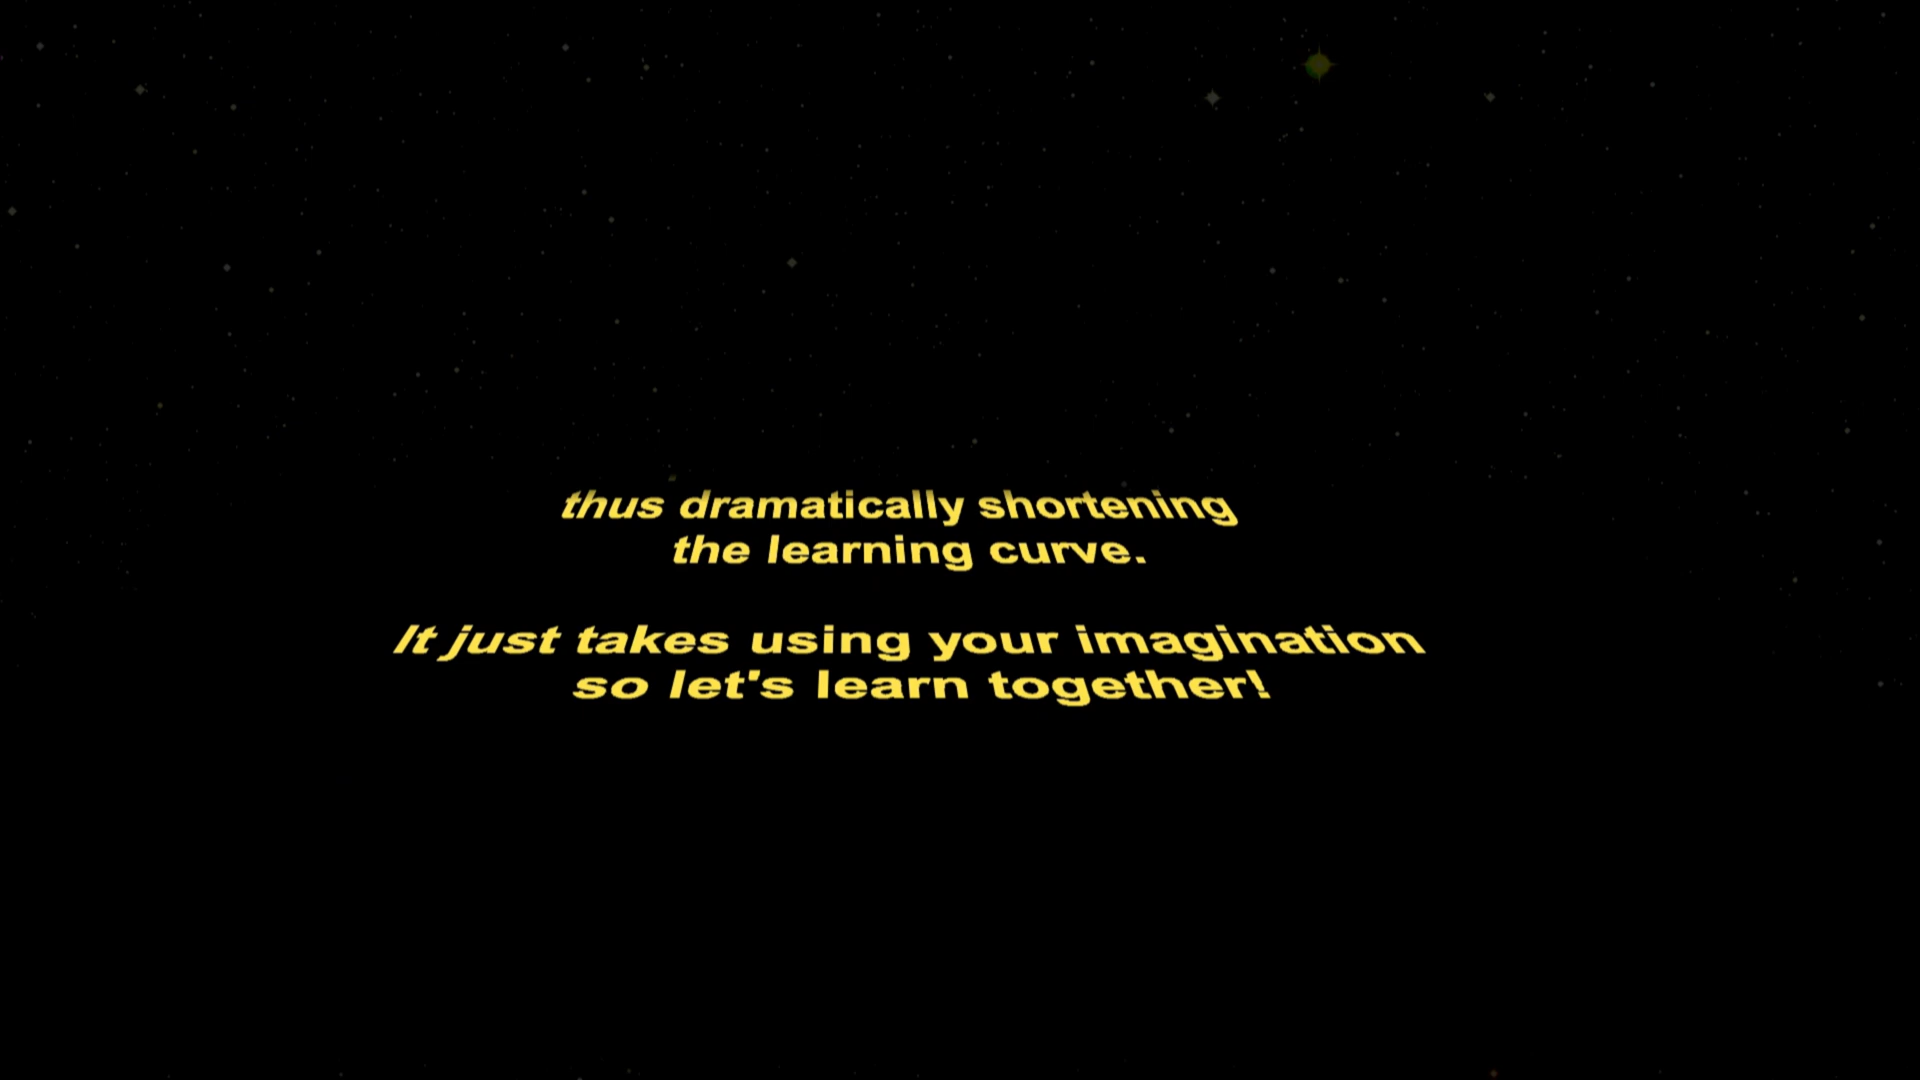 thus dramatically shortening
the learning curve.
It just takes using your imagination
so let's learn together!